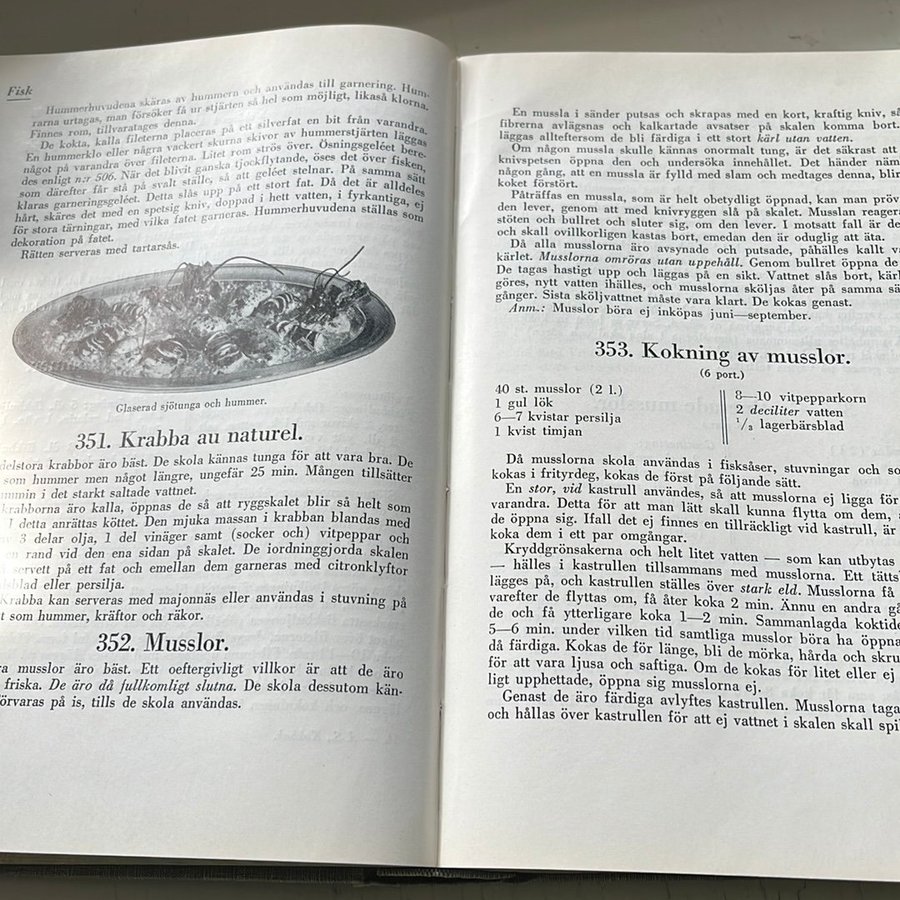 Fisk
Hummerhuvudena skäras av hummern och användas till garnering. Hum-
rarna urtagas, man försöker få ur stjärten så hel som möjligt, likaså klorna.
Finnes rom, tillvaratages denna.
De kokta, kalla fileterna placeras på ett silverfat en bit från varandra.
En hummerklo eller några vackert skurna skivor av hummerstjärten läggas
något på varandra över fileterna. Litet rom strös över. Ösningsgeléet bere-
des enligt n:r 506. När det blivit ganska tjockflytande, öses det över fisken,
som därefter får stå på svalt ställe, så att geléet stelnar. På samma sätt
klaras garneringsgeléet. Detta slås upp på ett stort fat. Då det är alldeles
hårt, skäres det med en spetsig kniv, doppad i hett vatten, i fyrkantiga, ej
för stora tärningar, med vilka fatet garneras. Hummerhuvudena ställas som
dekoration på fatet.
Rätten serveras med tartarsås.
Glaserad sjötunga och hummer.
351. Krabba au naturel.
delstora krabbor äro bäst. De skola kännas tunga för att vara bra. De
som hummer men något längre, ungefär 25 min. Mången tillsätter
ummin i det starkt saltade vattnet.
krabborna äro kalla, öppnas de så att ryggskalet blir så helt som
I detta anrättas köttet. Den mjuka massan i krabban blandas med
3 delar olja, 1 del vinäger samt (socker och) vitpeppar och
en rand vid den ena sidan på skalet. De iordninggjorda skalen
servett på ett fat och emellan dem garneras med citronklyftor
blad eller persilja.
Krabba kan serveras med majonnäs eller användas i stuvning på
t som hummer, kräftor och räkor.
352. Musslor.
ra musslor äro bäst. Ett oeftergivligt villkor är att de äro
friska. De äro då fullkomligt slutna. De skola dessutom kän-
förvaras på is, tills de skola användas.
En mussla i sänder putsas och skrapas med en kort, kraftig kniv, så
fibrerna avlägsnas och kalkartade avsatser på skalen komma bort.
läggas allteftersom de bli färdiga i ett stort kärl utan vatten.
Om någon mussla skulle kännas onormalt tung, är det säkrast att
knivspetsen öppna den och undersöka innehållet. Det händer näm
någon gång, att en mussla är fylld med slam och medtages denna, blir
koket förstört.
Påträffas en mussla, som är helt obetydligt öppnad, kan man pröv
den lever, genom att med knivryggen slå på skalet. Musslan reagera
stöten och bullret och sluter sig, om den lever. I motsatt fall är de
och skall ovillkorligen kastas bort, emedan den är oduglig att äta.
Då alla musslorna äro avsynade och putsade, påhälles kallt va
kärlet. Musslorna omröras utan uppehåll. Genom bullret öppna de
De tagas hastigt upp och läggas på en sikt. Vattnet slås bort, kärl
göres, nytt vatten ihälles, och musslorna sköljas åter på samma sä
gånger. Sista sköljvattnet måste vara klart. De kokas genast.
Anm.: Musslor böra ej inköpas juni—september.
353. Kokning av musslor.
(6 port.)
40 st. musslor (2 l.)
1 gul lök
6—7 kvistar persilja
1 kvist timjan
8—10 vitpepparkorn
2 deciliter vatten
1/3 lagerbärsblad
Då musslorna skola användas i fisksåser, stuvningar och so
kokas i frityrdeg, kokas de först på följande sätt.
En stor, vid kastrull användes, så att musslorna ej ligga för
varandra. Detta för att man lätt skall kunna flytta om dem, a
de öppna sig. Ifall det ej finnes en tillräckligt vid kastrull, är
koka dem i ett par omgångar.
Kryddgrönsakerna och helt litet vatten — som kan utbytas
— hälles i kastrullen tillsammans med musslorna. Ett tätts
lägges på, och kastrullen ställes över stark eld. Musslorna få
varefter de flyttas om, få åter koka 2 min. Ännu en andra gå
de och få ytterligare koka 1—2 min. Sammanlagda koktide
5—6 min. under vilken tid samtliga musslor böra ha öppna
då färdiga. Kokas de för länge, bli de mörka, hårda och skru
för att vara ljusa och saftiga. Om de kokas för litet eller ej
ligt upphettade, öppna sig musslorna ej.
Genast de äro färdiga avlyftes kastrullen. Musslorna taga
och hållas över kastrullen för att ej vattnet i skalen skall spi